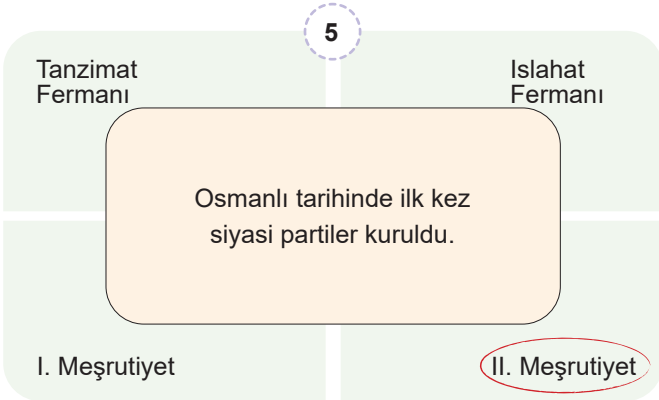 5
Tanzimat
Fermanı
Islahat
Fermanı
Osmanlı tarihinde ilk kez
siyasi partiler kuruldu.
I. Meşrutiyet
II. Meşrutiyet